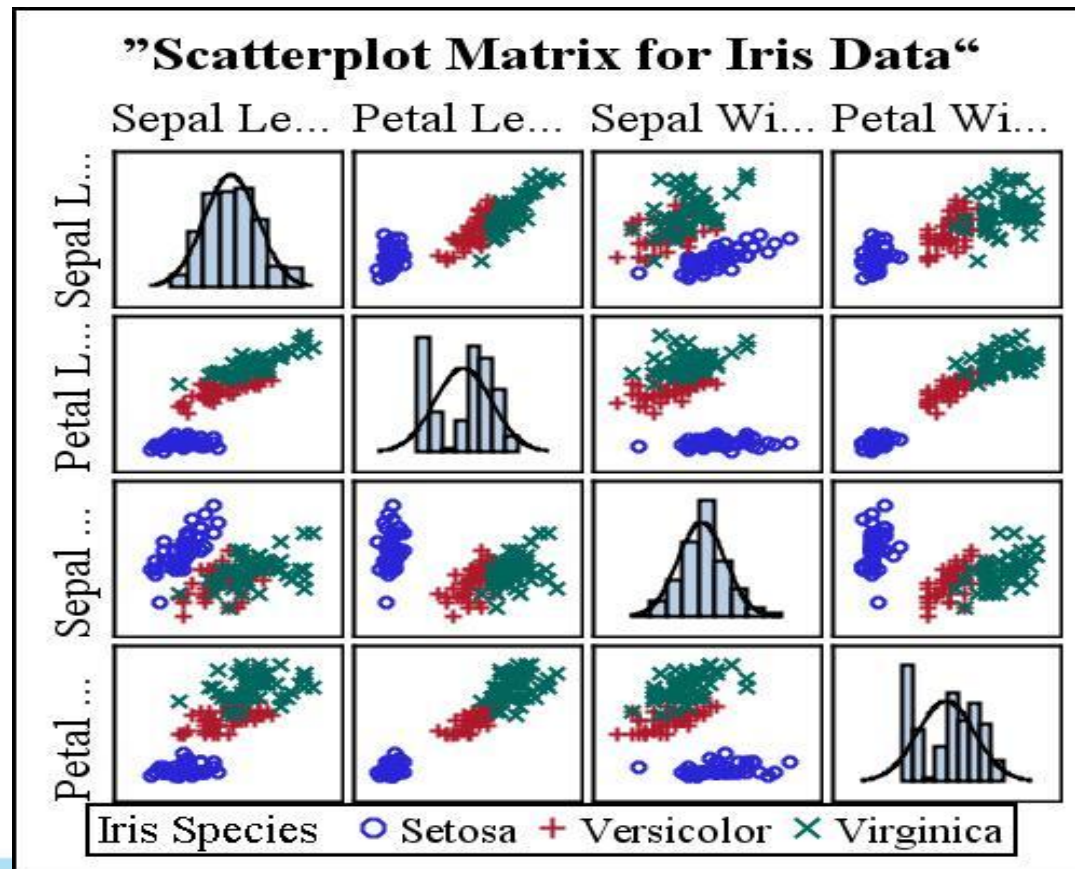 ”Scatterplot Matrix for Iris Data“
Sepal Le... Petal Le... Sepal Wi... Petal Wi...
Sepal L...
Petal L...
Sepal ...
Petal ...
Iris Species Setosa Versicolor Virginica